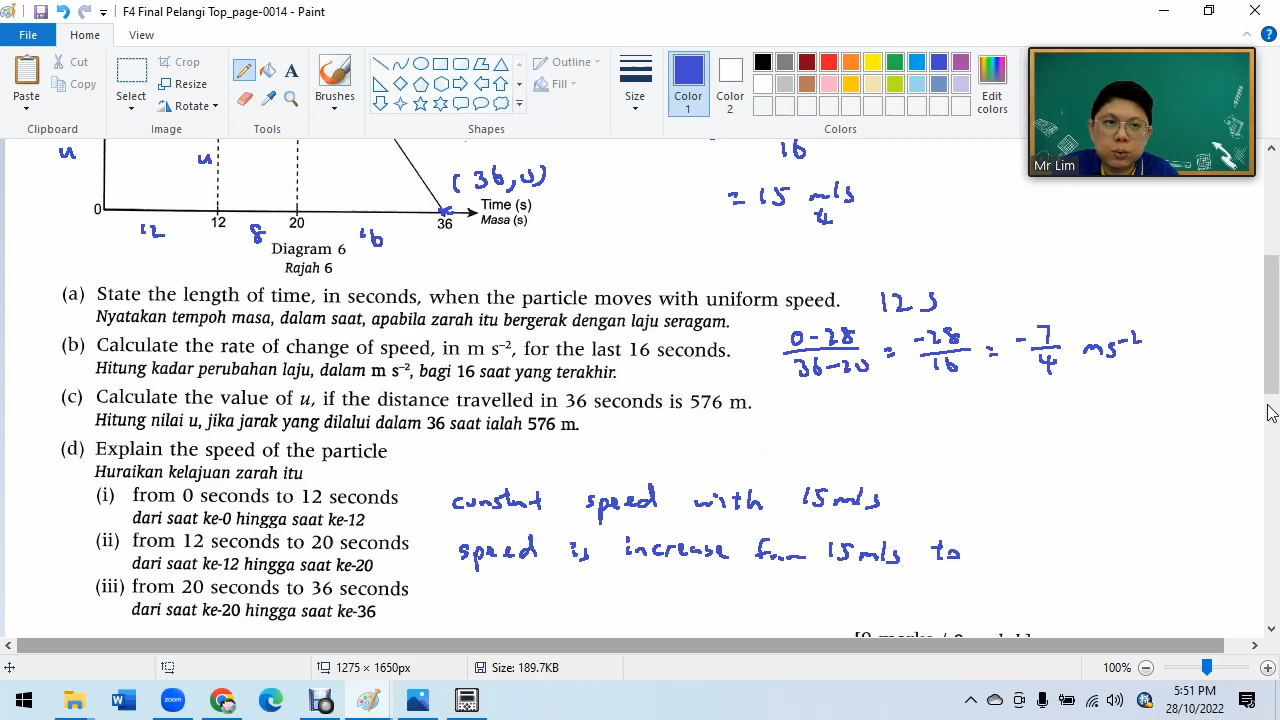 F4 Final Pelangi Top_page-0014 - Paint
File Home View
Paste Cut Copy Clipboard
Select Crop Resize Rotate Image
A Tools
Brushes
Outline Fill Shapes
Size
Color 1 Color 2 Edit colors Colors
Mr Lim
u u
16
(36, 0)
= 15 m/s
0 12 20 36 Time (s)
Masa (s)
12 8 16
Diagram 6
Rajah 6
(a) State the length of time, in seconds, when the particle moves with uniform speed. 12 s
Nyatakan tempoh masa, dalam saat, apabila zarah itu bergerak dengan laju seragam.
(b) Calculate the rate of change of speed, in m s⁻², for the last 16 seconds. 0-28/36-20 = -28/16 = -7/4 ms⁻²
Hitung kadar perubahan laju, dalam m s⁻², bagi 16 saat yang terakhir.
(c) Calculate the value of u, if the distance travelled in 36 seconds is 576 m.
Hitung nilai u, jika jarak yang dilalui dalam 36 saat ialah 576 m.
(d) Explain the speed of the particle
Huraikan kelajuan zarah itu
(i) from 0 seconds to 12 seconds constant speed with 15 m/s
dari saat ke-0 hingga saat ke-12
(ii) from 12 seconds to 20 seconds speed is increase from 15 m/s to
dari saat ke-12 hingga saat ke-20
(iii) from 20 seconds to 36 seconds
dari saat ke-20 hingga saat ke-36
1275 × 1650px Size: 189.7KB 100%
5:51 PM
28/10/2022